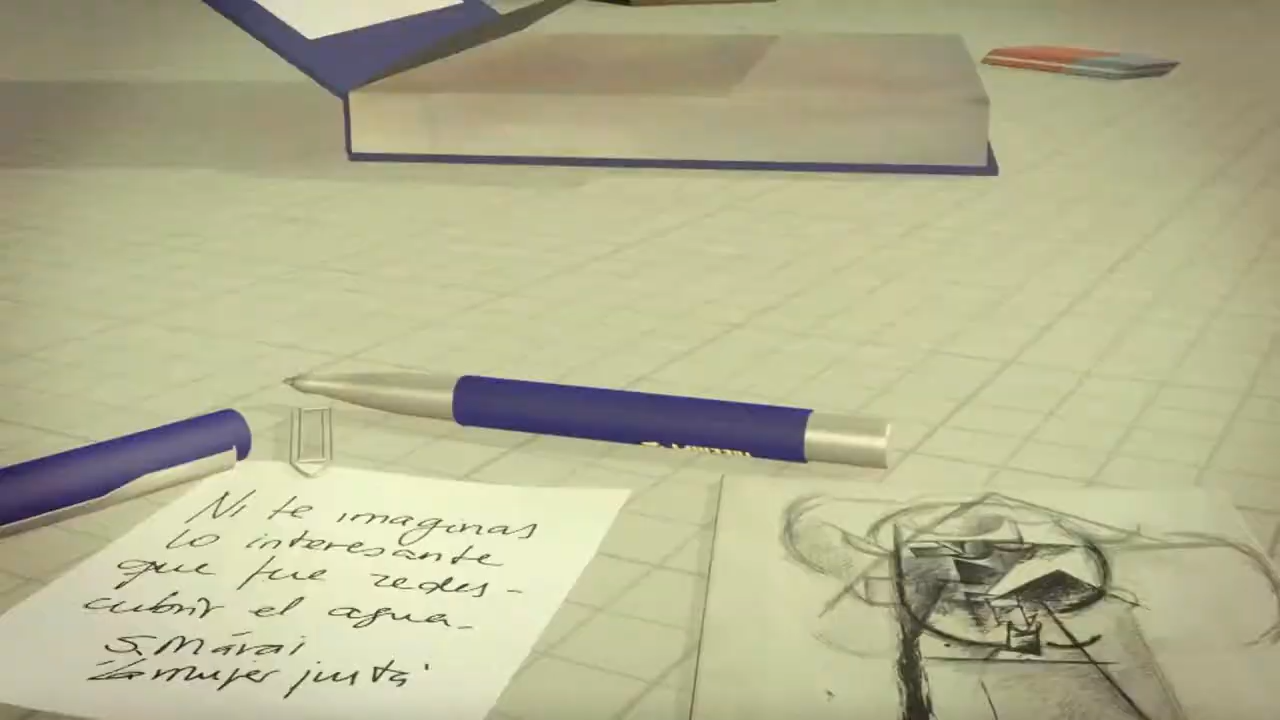 Ni te imaginas
lo interesante
que fue redes-
cubrir el agua.
S. Márai
"La mujer justa"